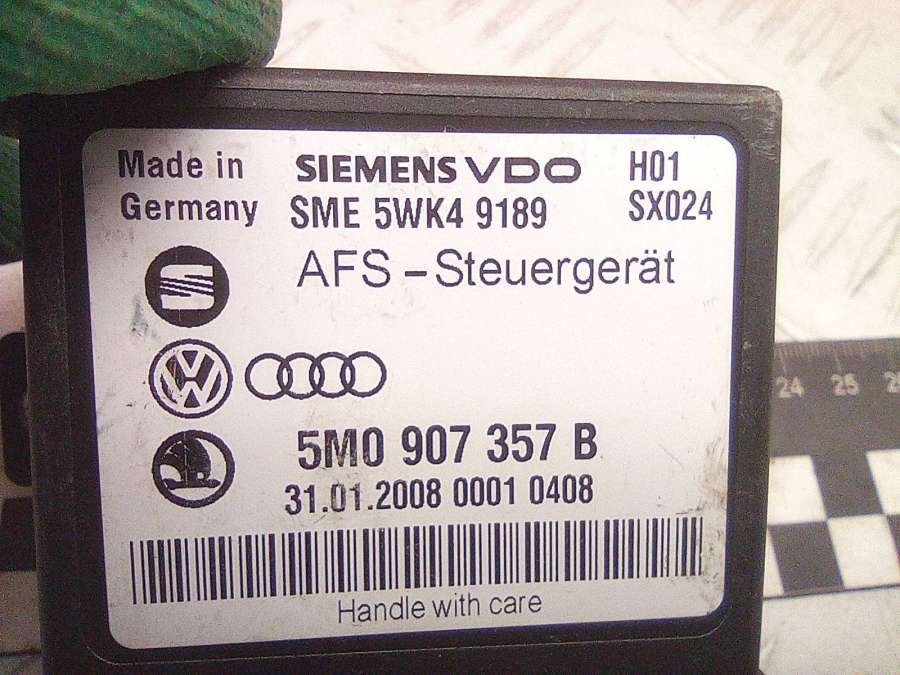 Made in SIEMENS VDO H01
Germany SME 5WK4 9189 SX024
AFS - Steuergerät
5M0 907 357 B
31.01.2008 0001 0408
Handle with care
24 25